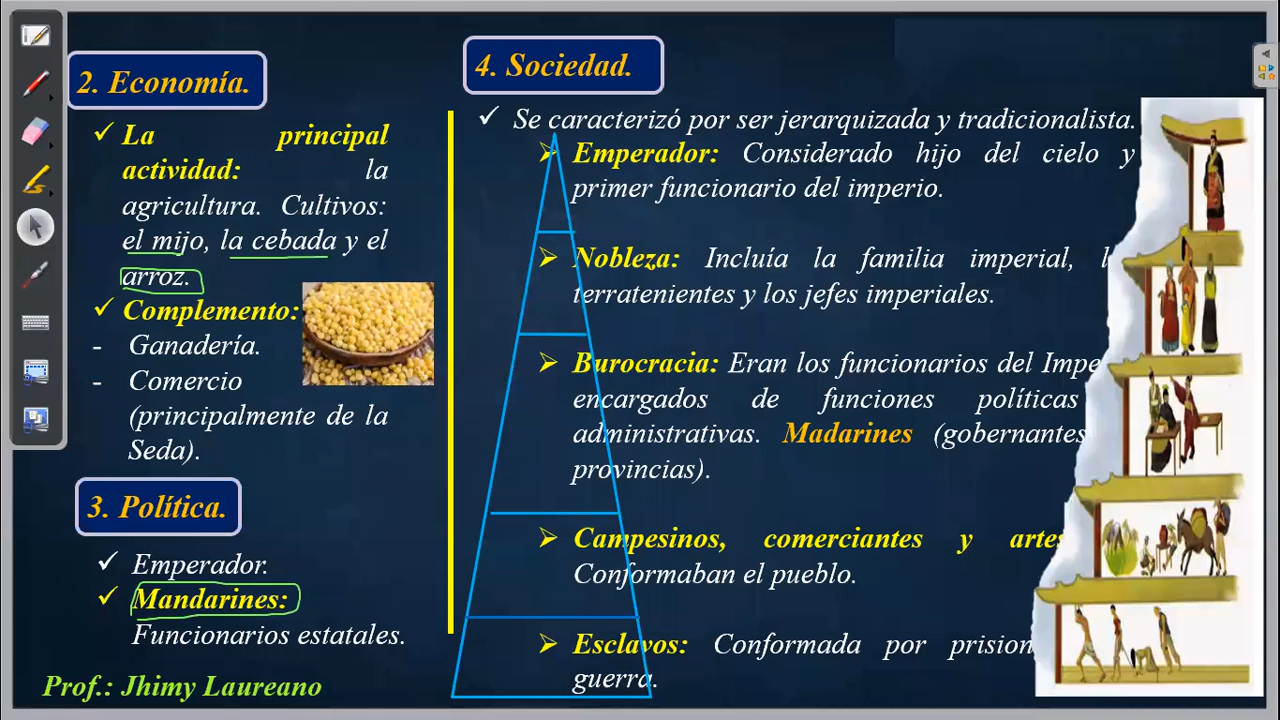 2. Economía.
✓ La principal
actividad: la
agricultura. Cultivos:
el mijo, la cebada y el
arroz.
✓ Complemento:
- Ganadería.
- Comercio
(principalmente de la
Seda).
3. Política.
✓ Emperador.
✓ Mandarines:
Funcionarios estatales.
Prof.: Jhimy Laureano
4. Sociedad.
✓ Se caracterizó por ser jerarquizada y tradicionalista.
➢ Emperador: Considerado hijo del cielo y
primer funcionario del imperio.
➢ Nobleza: Incluía la familia imperial,
terratenientes y los jefes imperiales.
➢ Burocracia: Eran los funcionarios del
encargados de funciones políticas
administrativas. Madarines (gobernantes
provincias).
➢ Campesinos, comerciantes y
Conformaban el pueblo.
➢ Esclavos: Conformada por
guerra.